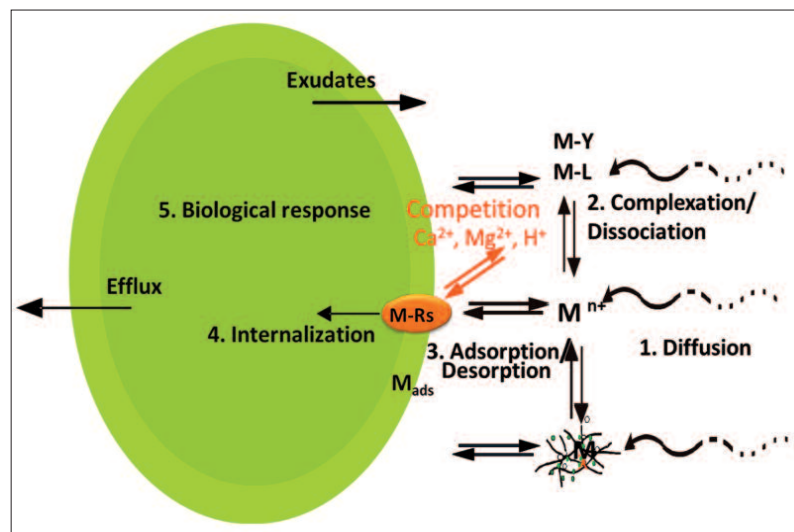 Exudates
M-Y
M-L
5. Biological response
Competition
Ca²⁺, Mg²⁺, H⁺
2. Complexation/
Dissociation
Efflux
M-Rs
M n+
4. Internalization
3. Adsorption/
Desorption
1. Diffusion
Mads
M